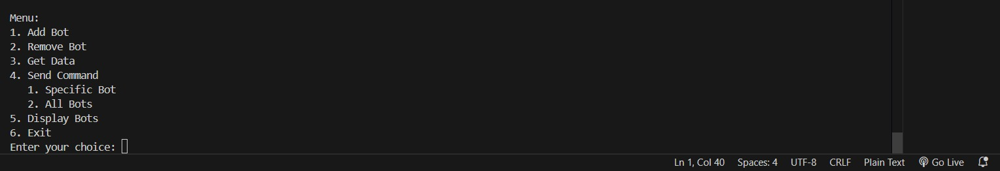 Menu:
1. Add Bot
2. Remove Bot
3. Get Data
4. Send Command
   1. Specific Bot
   2. All Bots
5. Display Bots
6. Exit
Enter your choice:
Ln 1, Col 40 Spaces: 4 UTF-8 CRLF Plain Text Go Live